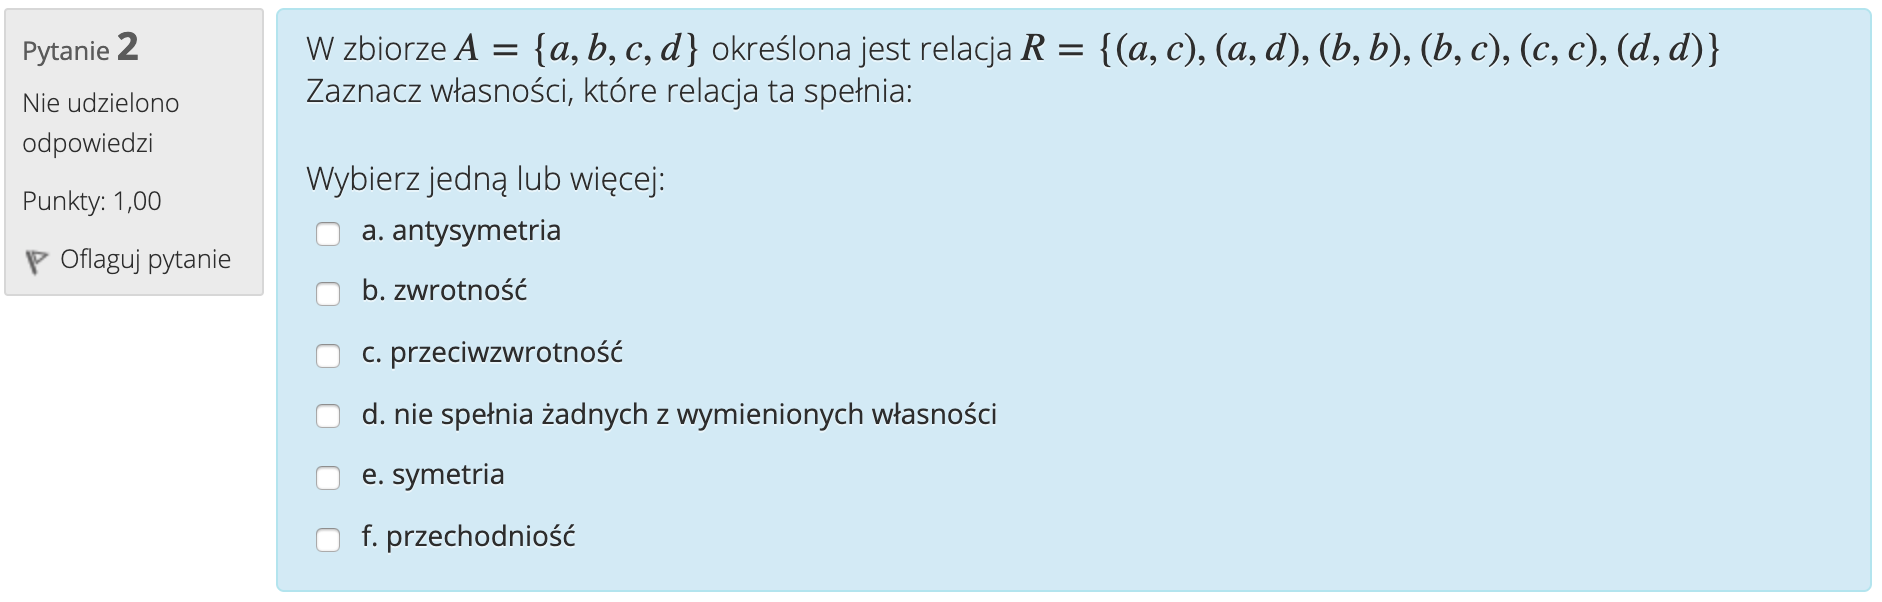 Pytanie 2
Nie udzielono
odpowiedzi
Punkty: 1,00
Oflaguj pytanie
W zbiorze A = {a, b, c, d} określona jest relacja R = {(a, c), (a, d), (b, b), (b, c), (c, c), (d, d)}
Zaznacz własności, które relacja ta spełnia:
Wybierz jedną lub więcej:
a. antysymetria
b. zwrotność
c. przeciwzwrotność
d. nie spełnia żadnych z wymienionych własności
e. symetria
f. przechodniość